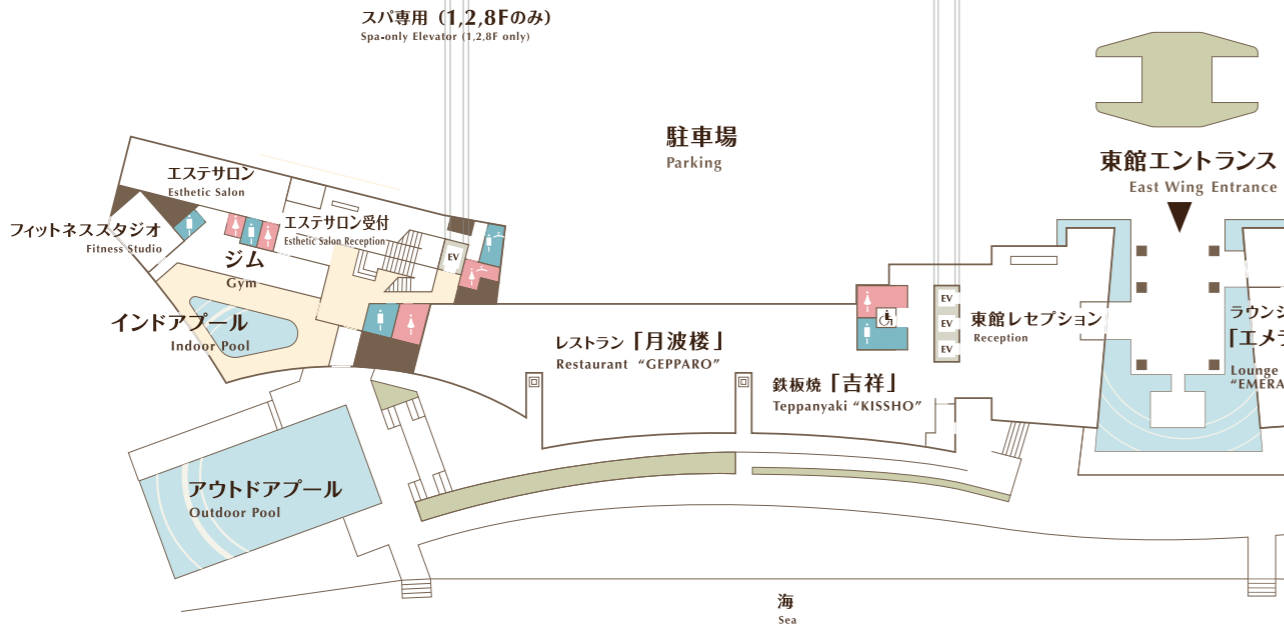 スパ専用（1,2,8Fのみ）
Spa-only Elevator (1,2,8F only)
駐車場
Parking
東館エントランス
East Wing Entrance
エステサロン
Esthetic Salon
フィットネススタジオ
Fitness Studio
エステサロン受付
Esthetic Salon Reception
ジム
Gym
EV
インドアプール
Indoor Pool
レストラン「月波楼」
Restaurant “GEPPARO”
鉄板焼「吉祥」
Teppanyaki “KISSHO”
EV
EV
EV
東館レセプション
Reception
ラウンジ
「エメラ
Lounge
“EMERA
アウトドアプール
Outdoor Pool
海
Sea